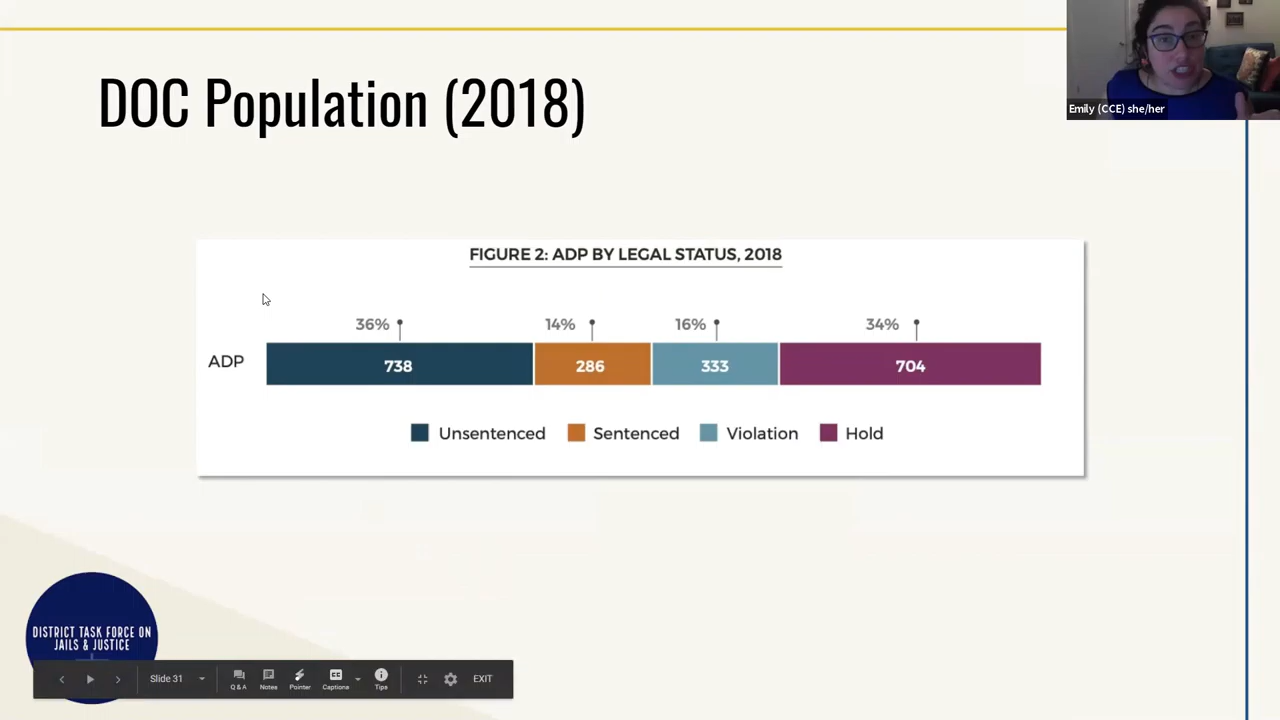 DOC Population (2018)
Emily (CCE) she/her
FIGURE 2: ADP BY LEGAL STATUS, 2018
36% 14% 16% 34%
ADP 738 286 333 704
Unsentenced Sentenced Violation Hold
DISTRICT TASK FORCE ON
JAILS & JUSTICE
Slide 31 Q & A Notes Pointer Captions Tips EXIT